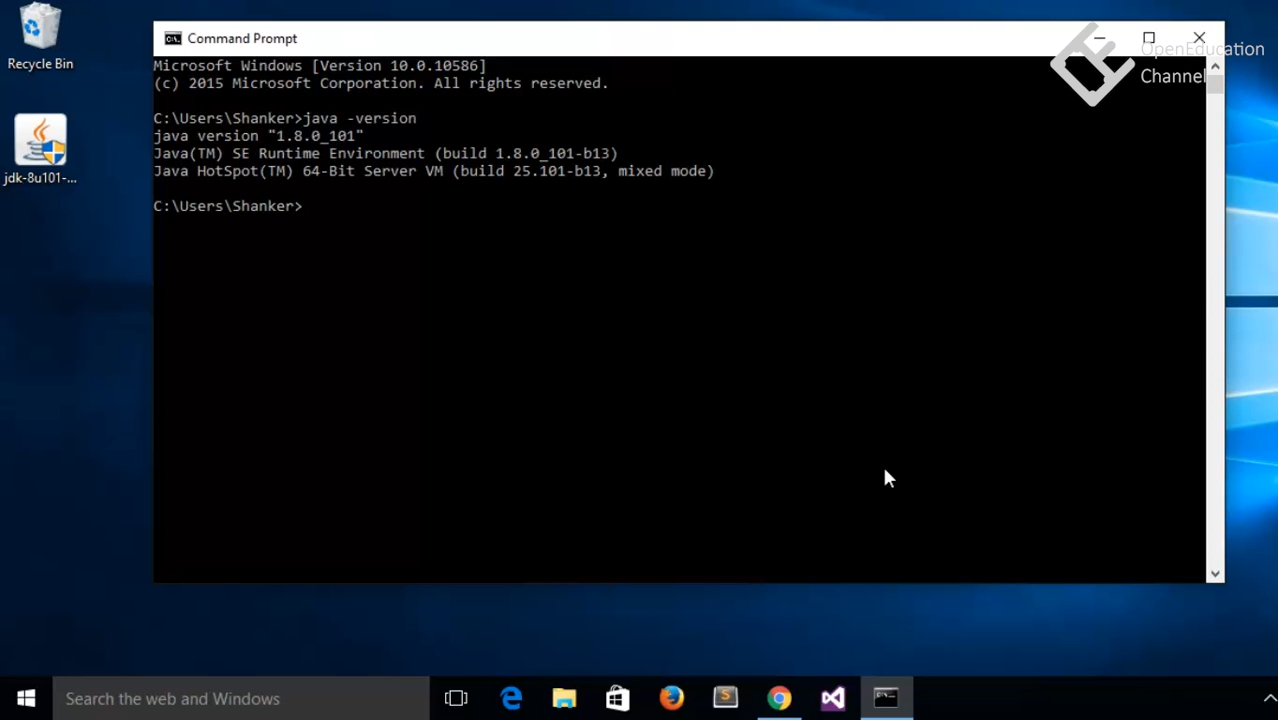 Recycle Bin
jdk-8u101-...
Command Prompt
OpenEducation
Channel
Microsoft Windows [Version 10.0.10586]
(c) 2015 Microsoft Corporation. All rights reserved.
C:\Users\Shanker>java -version
java version "1.8.0_101"
Java(TM) SE Runtime Environment (build 1.8.0_101-b13)
Java HotSpot(TM) 64-Bit Server VM (build 25.101-b13, mixed mode)
C:\Users\Shanker>
Search the web and Windows